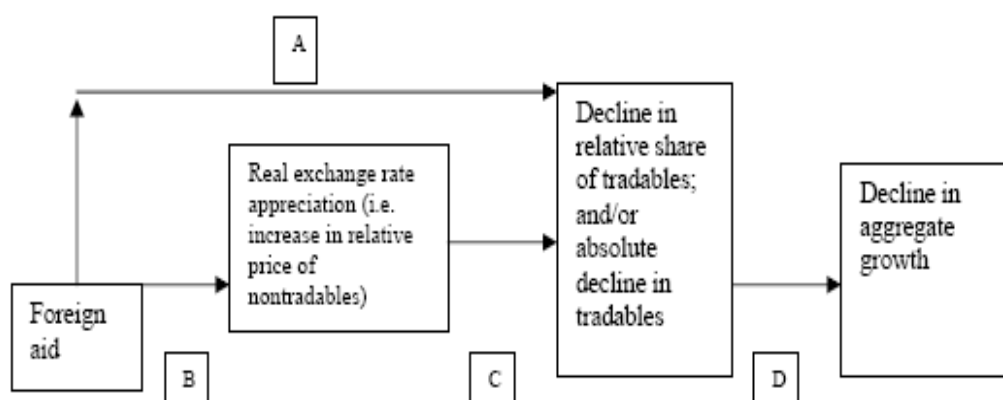 A
Decline in
relative share
of tradables;
and/or
absolute
decline in
tradables
Real exchange rate
appreciation (i.e.
increase in relative
price of
nontradables)
Decline in
aggregate
growth
Foreign
aid
B
C
D